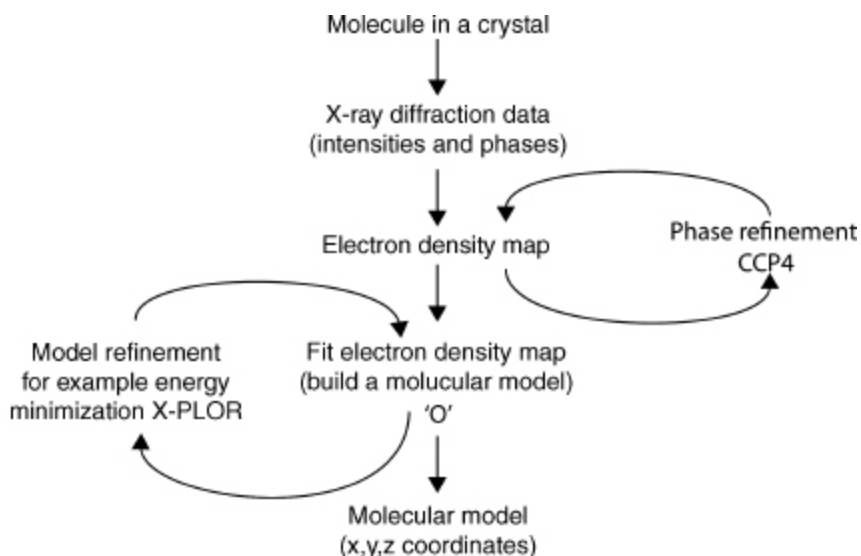 Molecule in a crystal
X-ray diffraction data
(intensities and phases)
Electron density map
Phase refinement
CCP4
Model refinement
for example energy
minimization X-PLOR
Fit electron density map
(build a molucular model)
‘O’
Molecular model
(x,y,z coordinates)